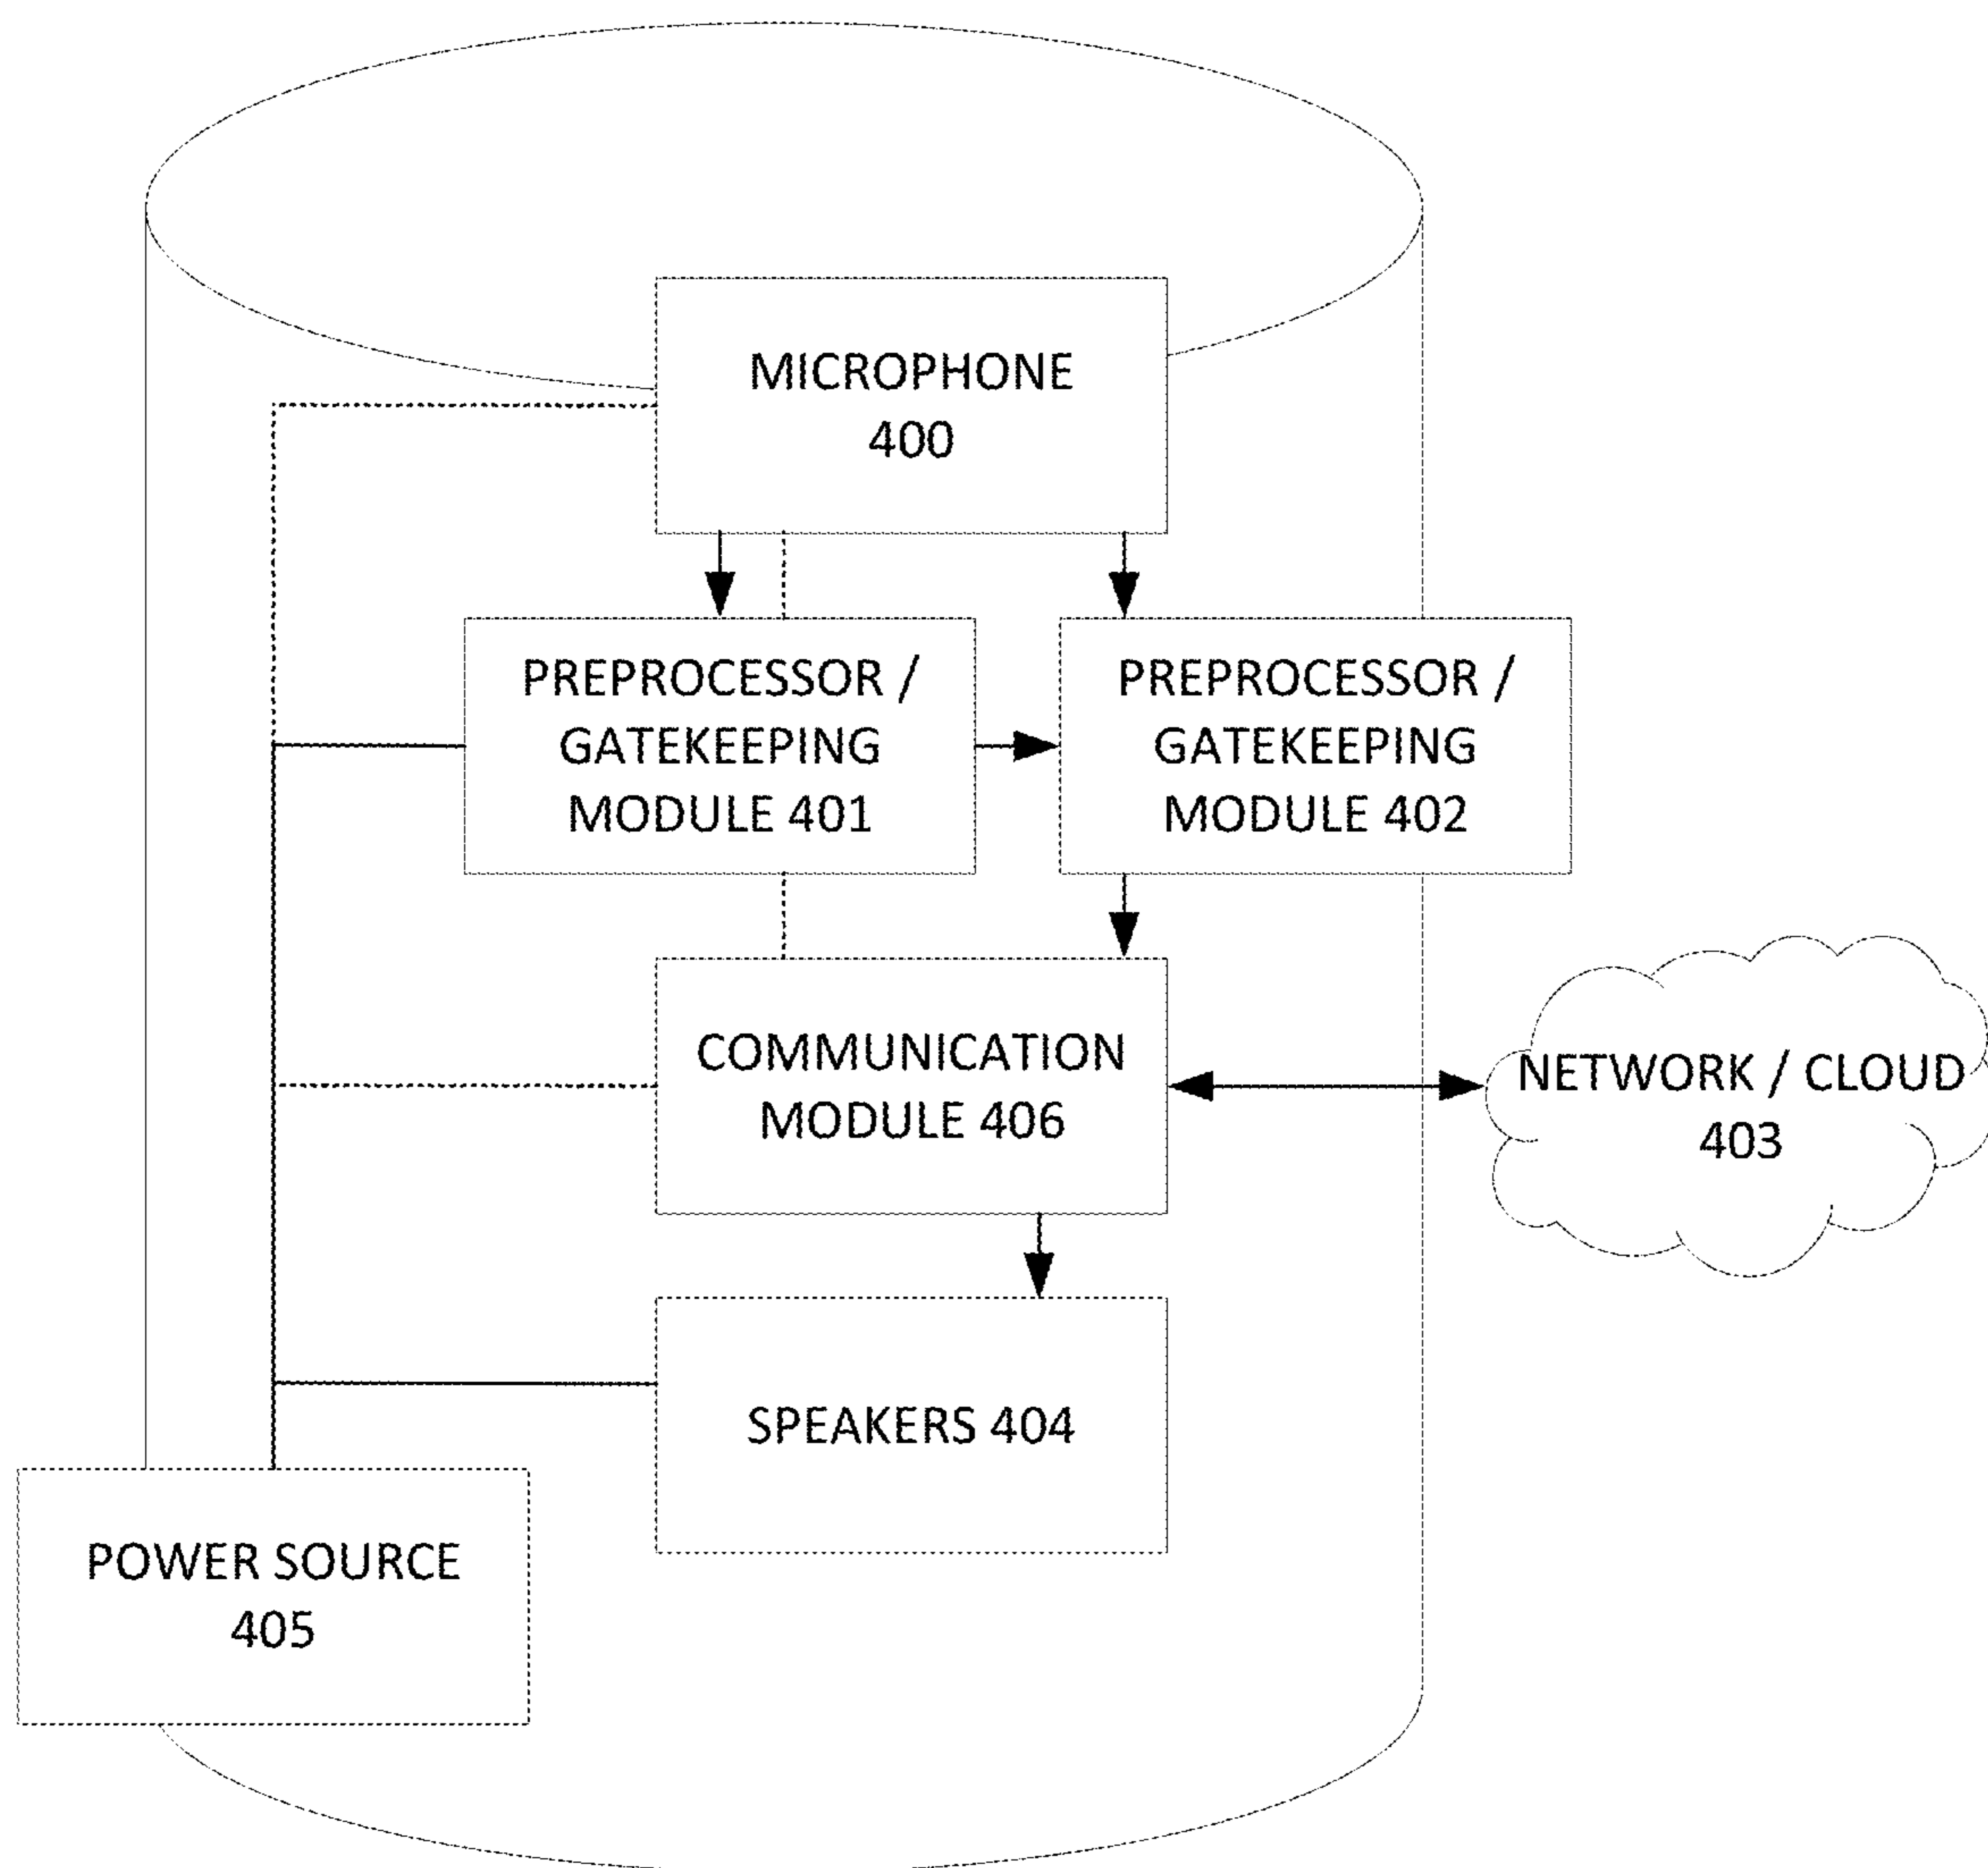 MICROPHONE
400
PREPROCESSOR /
GATEKEEPING
MODULE 401
PREPROCESSOR /
GATEKEEPING
MODULE 402
COMMUNICATION
MODULE 406
NETWORK / CLOUD
403
SPEAKERS 404
POWER SOURCE
405